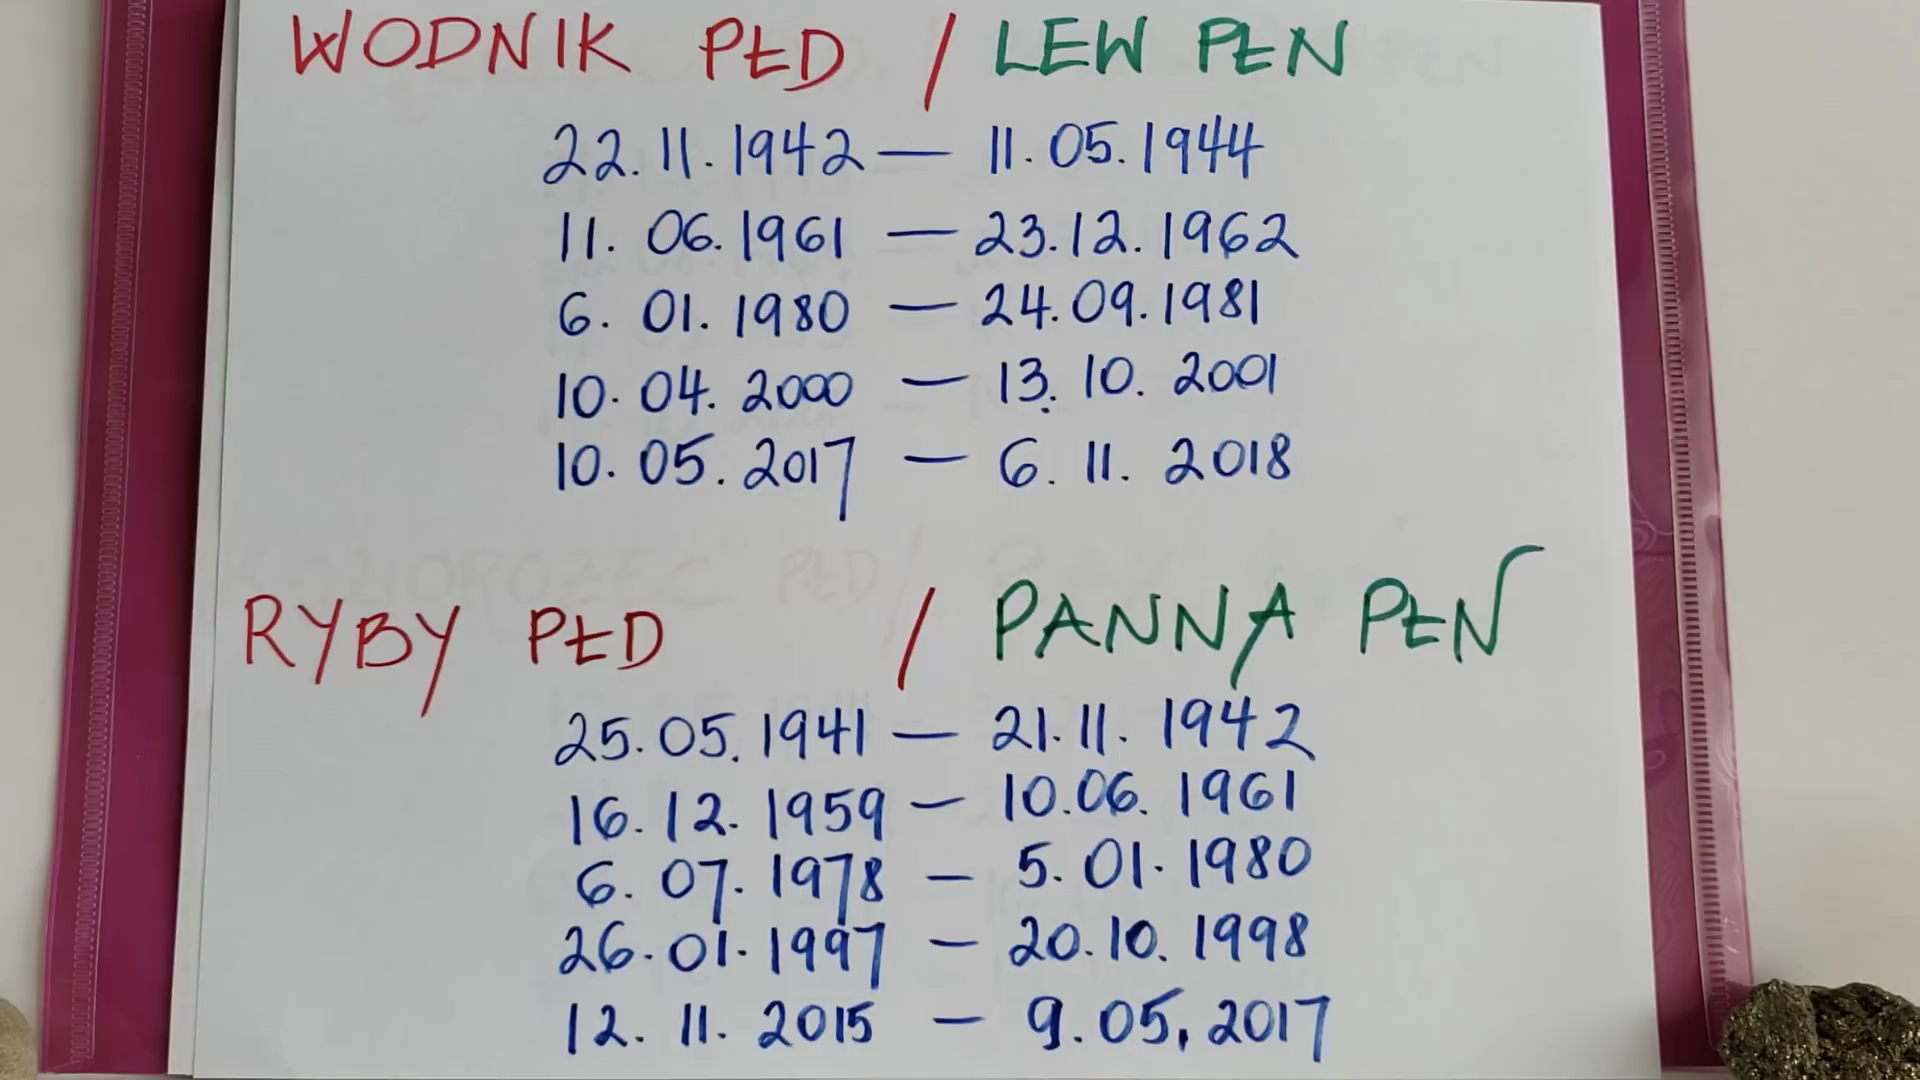 WODNIK PŁD / LEW PŁN
22.11.1942 — 11.05.1944
11.06.1961 — 23.12.1962
6.01.1980 — 24.09.1981
10.04.2000 — 13.10.2001
10.05.2017 — 6.11.2018
RYBY PŁD / PANNA PŁN
25.05.1941 — 21.11.1942
16.12.1959 — 10.06.1961
6.07.1978 — 5.01.1980
26.01.1997 — 20.10.1998
12.11.2015 — 9.05.2017